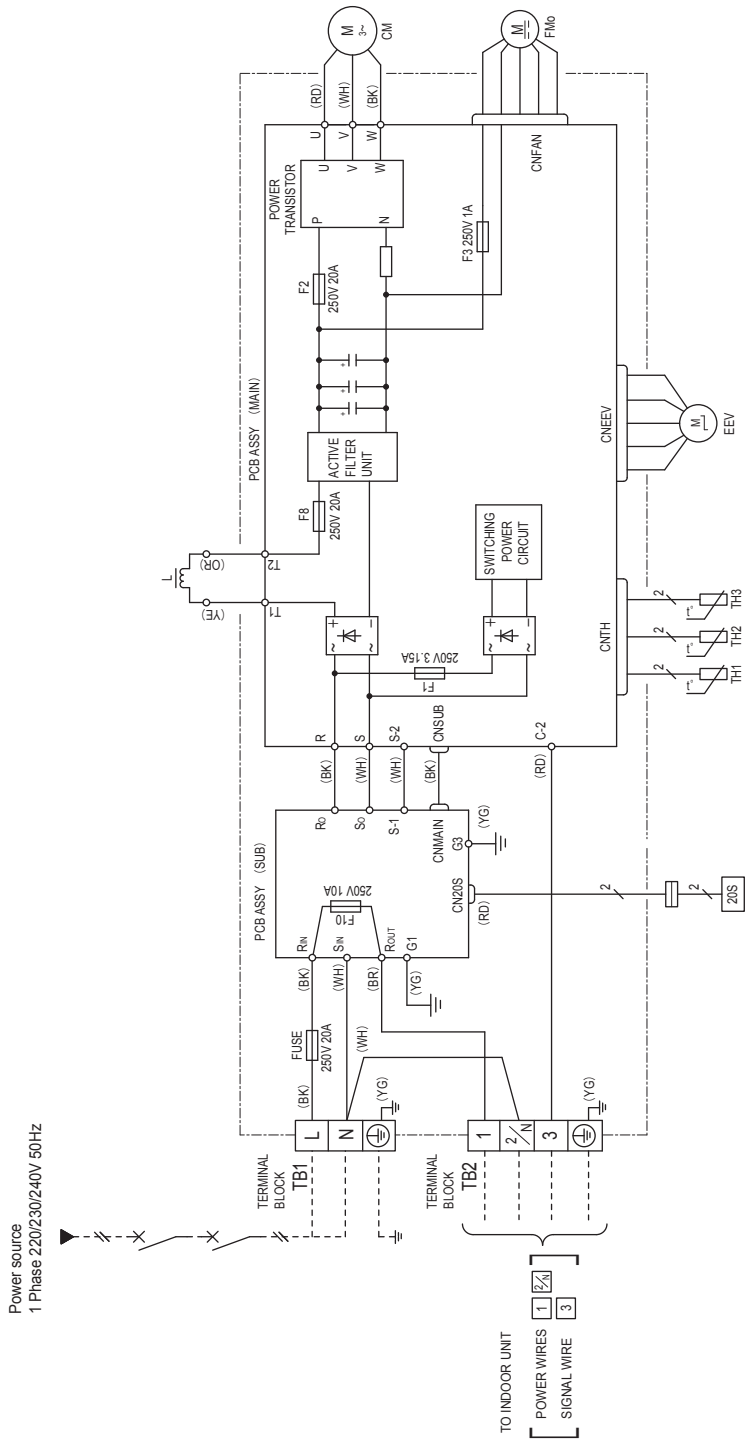 Power source
1 Phase 220/230/240V 50Hz
TERMINAL
BLOCK
TB1
L
N
(YG)
TERMINAL
BLOCK
TB2
1
2/N
3
(YG)
TO INDOOR UNIT
POWER WIRES 1 2/N
SIGNAL WIRE 3
(BK)
FUSE
250V 20A
(BK)
(WH)
(WH)
(BR)
(YG)
PCB ASSY (SUB)
RIN
SIN
ROUT
G1
F10
250V 10A
RO
SO
S-1
CNMAIN
G3
(YG)
CN20S
(RD)
2
2
20S
(BK)
(WH)
(WH)
(BK)
(RD)
PCB ASSY (MAIN)
R
S
S-2
CNSUB
C-2
L
(YE)
(OR)
T1
T2
~
~
+
-
F1
250V 3.15A
~
~
+
-
SWITCHING
POWER
CIRCUIT
F8
250V 20A
ACTIVE
FILTER
UNIT
+
+
+
F2
250V 20A
POWER
TRANSISTOR
P
N
U
V
W
U
V
W
(RD)
(WH)
(BK)
M
3~
CM
F3 250V 1A
CNFAN
M
FMo
CNTH
2
2
2
t°
t°
t°
TH1
TH2
TH3
CNEEV
M
EEV